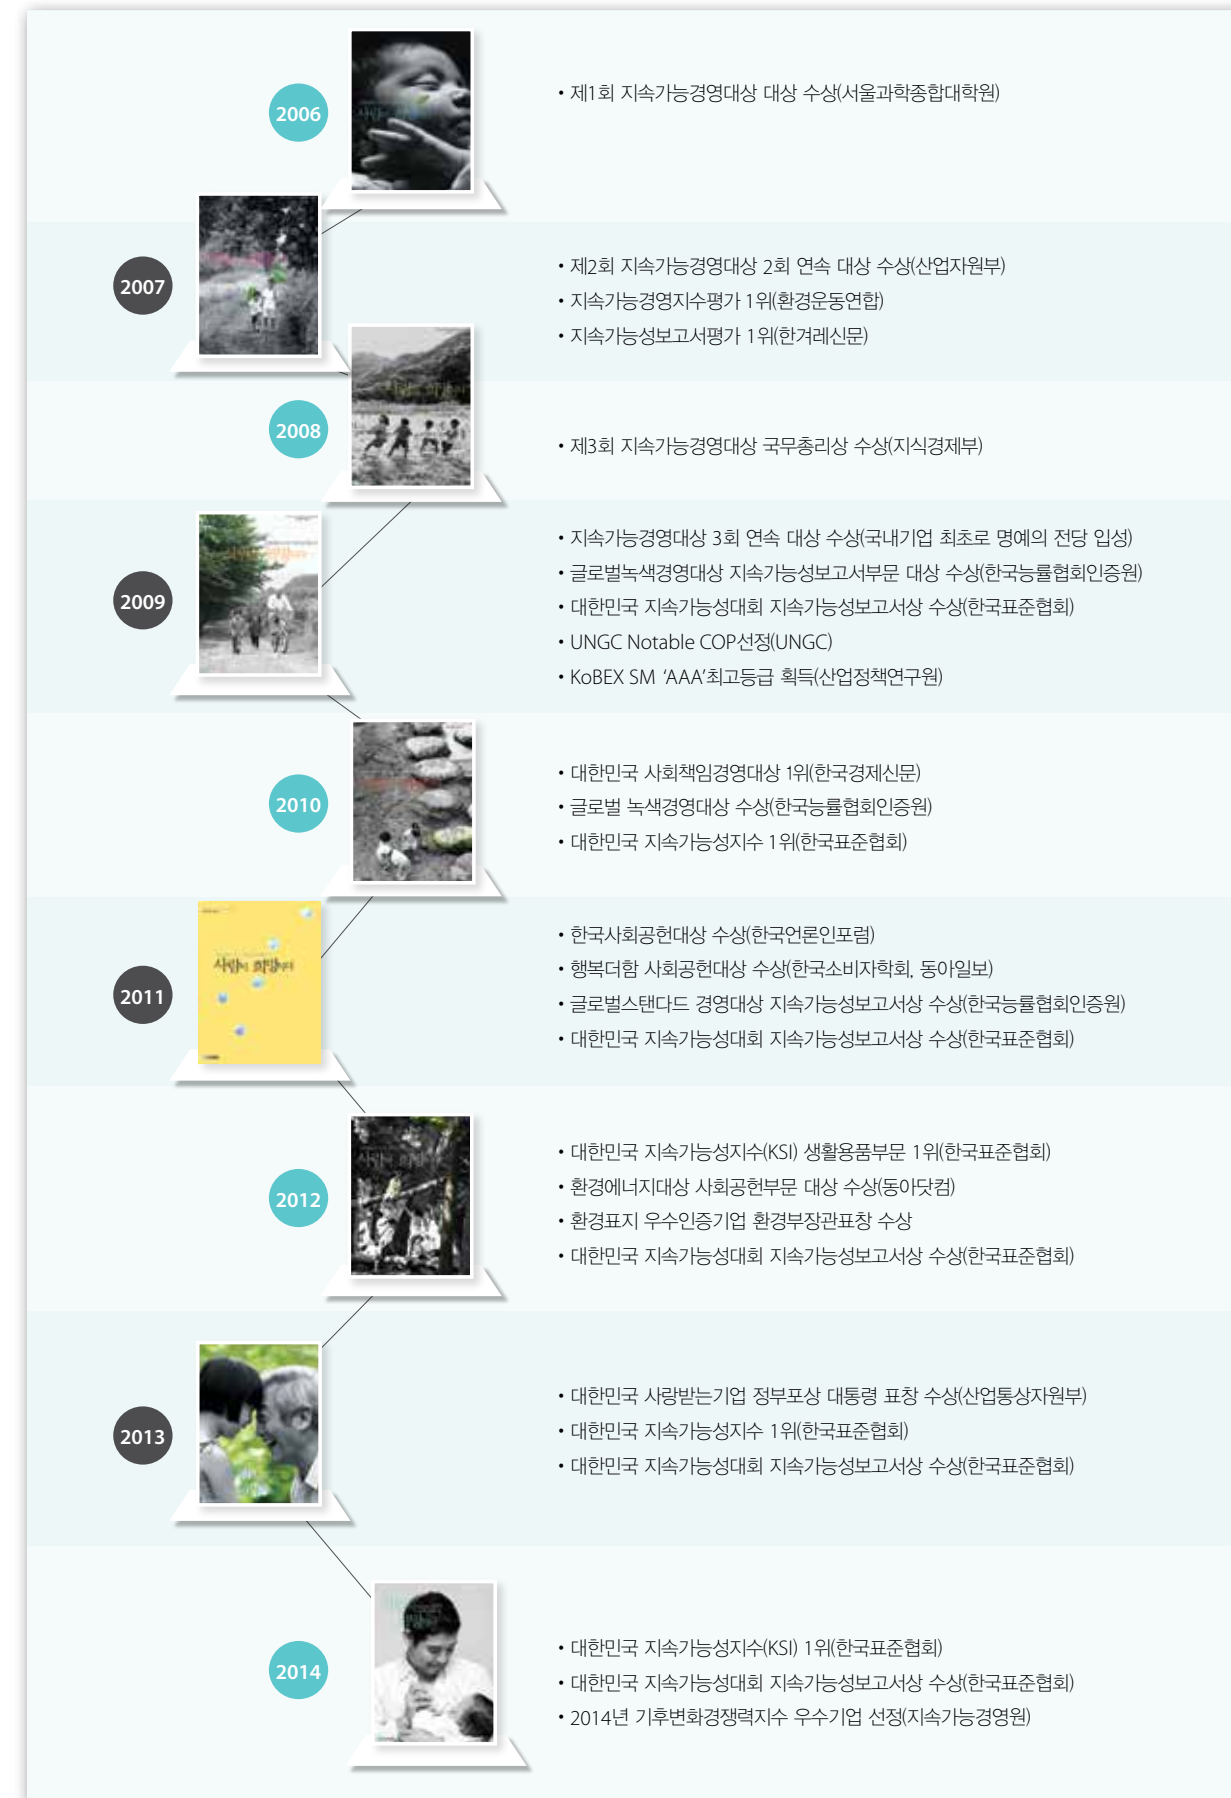 2006
• 제1회 지속가능경영대상 대상 수상(서울과학종합대학원)
2007
• 제2회 지속가능경영대상 2회 연속 대상 수상(산업자원부)
• 지속가능경영지수평가 1위(환경운동연합)
• 지속가능성보고서평가 1위(한겨레신문)
2008
• 제3회 지속가능경영대상 국무총리상 수상(지식경제부)
2009
• 지속가능경영대상 3회 연속 대상 수상(국내기업 최초로 명예의 전당 입성)
• 글로벌녹색경영대상 지속가능성보고서부문 대상 수상(한국능률협회인증원)
• 대한민국 지속가능성대회 지속가능성보고서상 수상(한국표준협회)
• UNGC Notable COP선정(UNGC)
• KoBEX SM ‘AAA’최고등급 획득(산업정책연구원)
2010
• 대한민국 사회책임경영대상 1위(한국경제신문)
• 글로벌 녹색경영대상 수상(한국능률협회인증원)
• 대한민국 지속가능성지수 1위(한국표준협회)
2011
사람이 희망이다
• 한국사회공헌대상 수상(한국언론인포럼)
• 행복더함 사회공헌대상 수상(한국소비자학회, 동아일보)
• 글로벌스탠다드 경영대상 지속가능성보고서상 수상(한국능률협회인증원)
• 대한민국 지속가능성대회 지속가능성보고서상 수상(한국표준협회)
2012
• 대한민국 지속가능성지수(KSI) 생활용품부문 1위(한국표준협회)
• 환경에너지대상 사회공헌부문 대상 수상(동아닷컴)
• 환경표지 우수인증기업 환경부장관표창 수상
• 대한민국 지속가능성대회 지속가능성보고서상 수상(한국표준협회)
2013
• 대한민국 사랑받는기업 정부포상 대통령 표창 수상(산업통상자원부)
• 대한민국 지속가능성지수 1위(한국표준협회)
• 대한민국 지속가능성대회 지속가능성보고서상 수상(한국표준협회)
2014
• 대한민국 지속가능성지수(KSI) 1위(한국표준협회)
• 대한민국 지속가능성대회 지속가능성보고서상 수상(한국표준협회)
• 2014년 기후변화경쟁력지수 우수기업 선정(지속가능경영원)